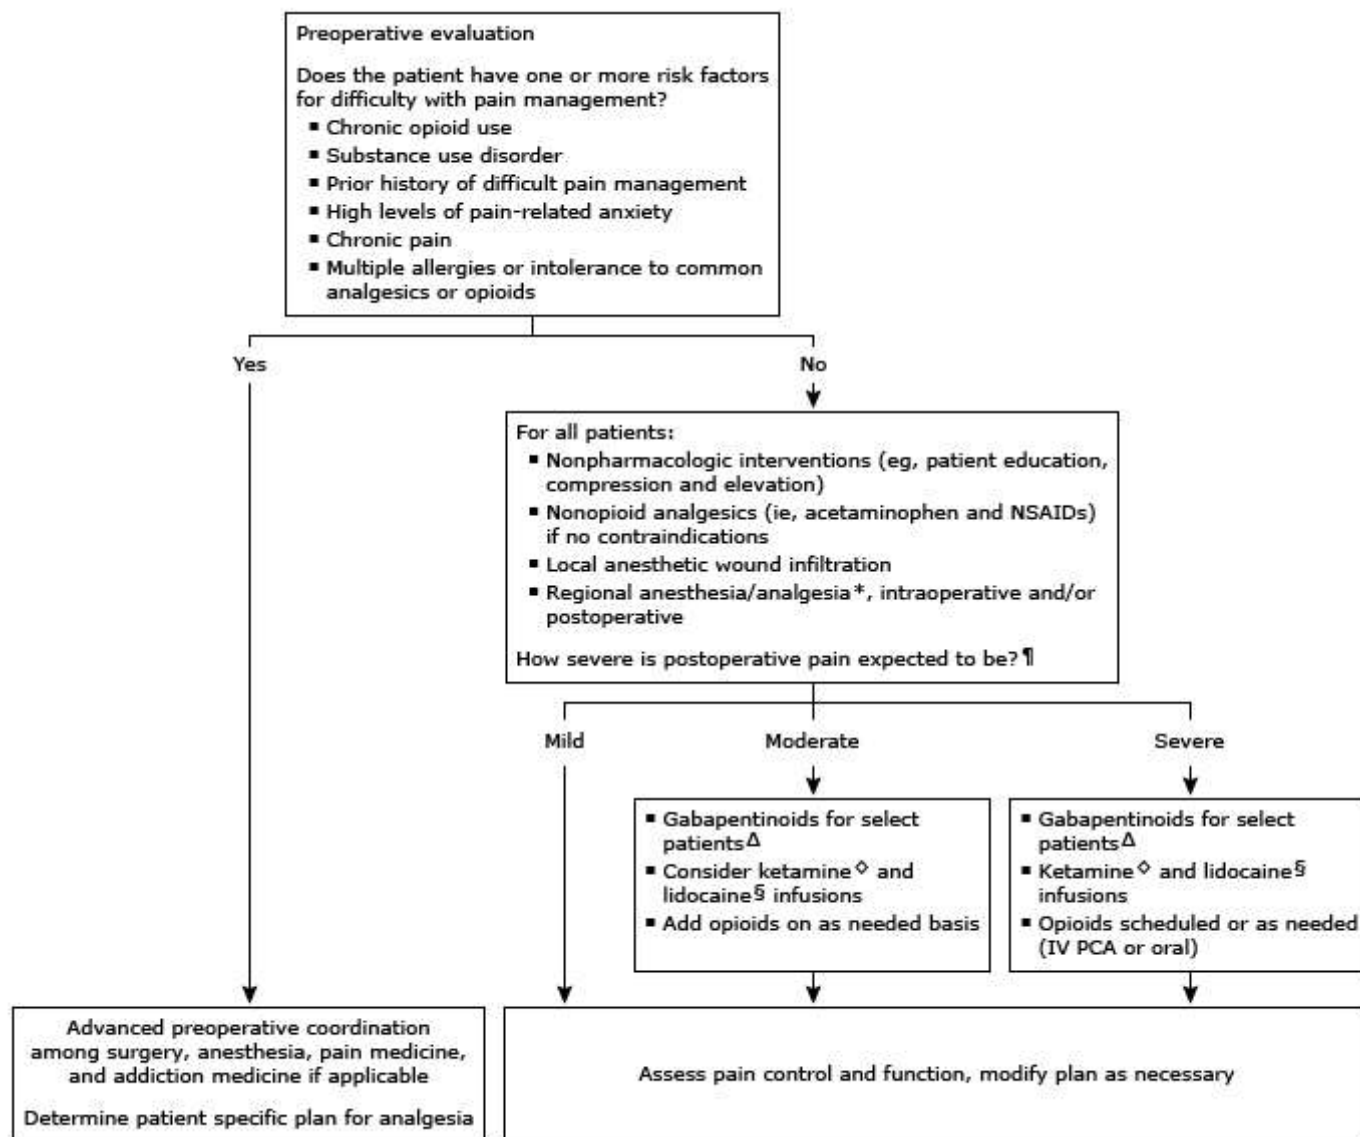 Preoperative evaluation
Does the patient have one or more risk factors
for difficulty with pain management?
▪ Chronic opioid use
▪ Substance use disorder
▪ Prior history of difficult pain management
▪ High levels of pain-related anxiety
▪ Chronic pain
▪ Multiple allergies or intolerance to common
analgesics or opioids
Yes
No
For all patients:
▪ Nonpharmacologic interventions (eg, patient education,
compression and elevation)
▪ Nonopioid analgesics (ie, acetaminophen and NSAIDs)
if no contraindications
▪ Local anesthetic wound infiltration
▪ Regional anesthesia/analgesia*, intraoperative and/or
postoperative
How severe is postoperative pain expected to be?¶
Mild
Moderate
Severe
▪ Gabapentinoids for select
patientsΔ
▪ Consider ketamine◇ and
lidocaine§ infusions
▪ Add opioids on as needed basis
▪ Gabapentinoids for select
patientsΔ
▪ Ketamine◇ and lidocaine§
infusions
▪ Opioids scheduled or as needed
(IV PCA or oral)
Advanced preoperative coordination
among surgery, anesthesia, pain medicine,
and addiction medicine if applicable
Determine patient specific plan for analgesia
Assess pain control and function, modify plan as necessary